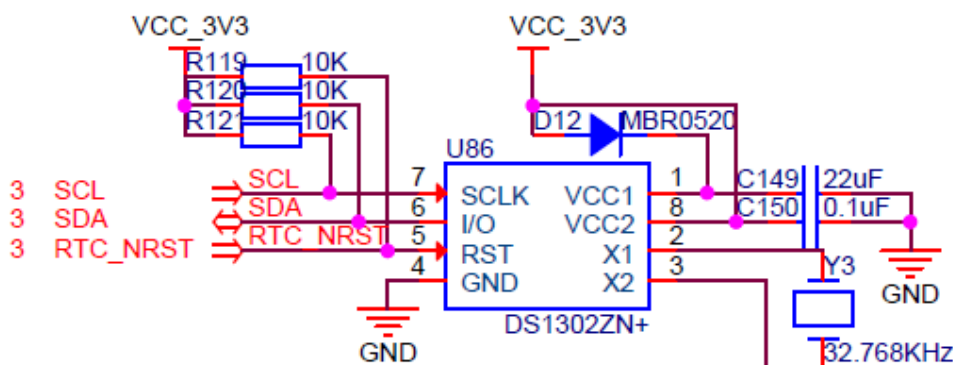 VCC_3V3 VCC_3V3
R119 10K
R120 10K
R121 10K
D12 MBR0520
U86
3 SCL SCL 7 SCLK VCC1 1 C149 22uF
3 SDA SDA 6 I/O VCC2 8 C150 0.1uF
3 RTC_NRST RTC_NRST 5 RST X1 2
4 GND X2 3 Y3
GND DS1302ZN+ GND
32.768KHz